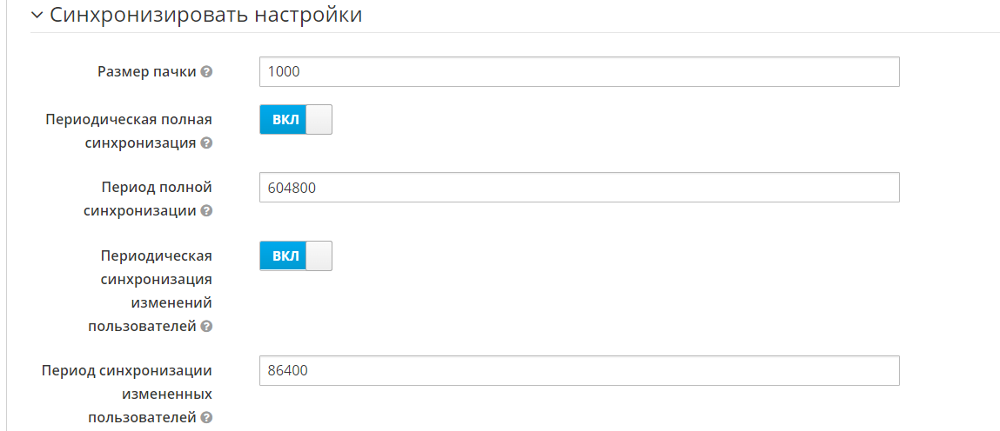 Синхронизировать настройки
Размер пачки
1000
Периодическая полная
синхронизация
ВКЛ
Период полной
синхронизации
604800
Периодическая
синхронизация
изменений
пользователей
ВКЛ
Период синхронизации
измененных
пользователей
86400